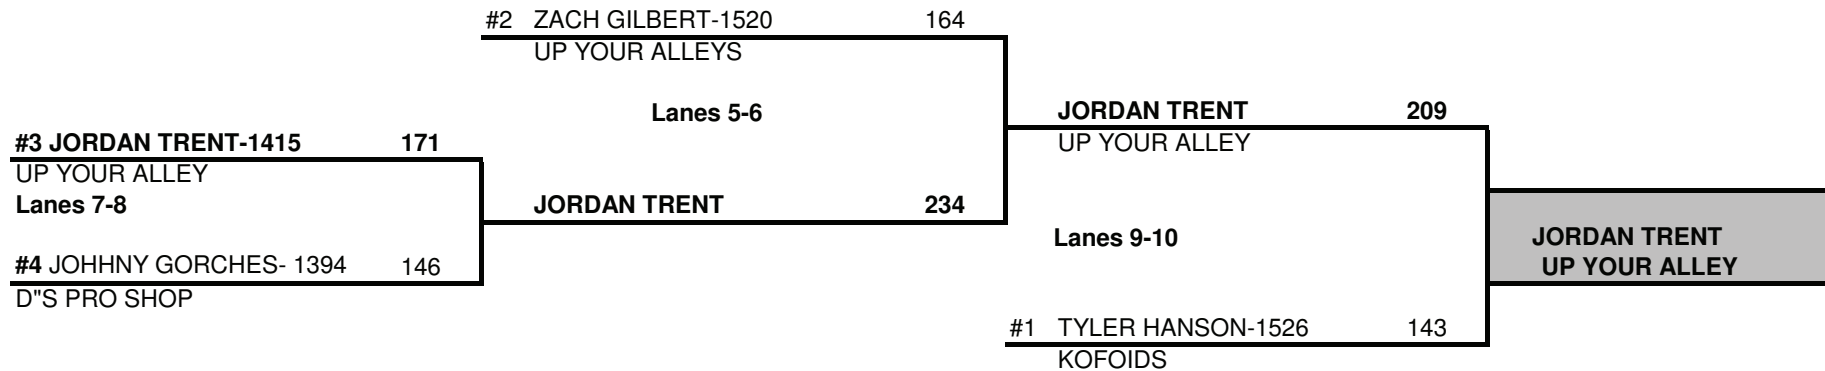 #2 ZACH GILBERT-1520 164
UP YOUR ALLEYS
Lanes 5-6
JORDAN TRENT 209
UP YOUR ALLEY
#3 JORDAN TRENT-1415 171
UP YOUR ALLEY
Lanes 7-8
JORDAN TRENT 234
Lanes 9-10
JORDAN TRENT
UP YOUR ALLEY
#4 JOHHNY GORCHES- 1394 146
D"S PRO SHOP
#1 TYLER HANSON-1526 143
KOFOIDS